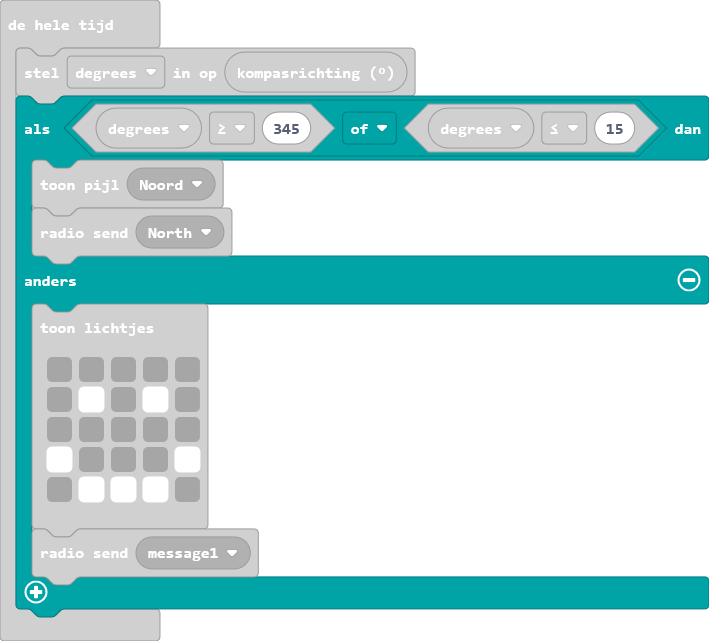 de hele tijd
stel degrees in op kompasrichting (°)
als degrees ≥ 345 of degrees ≤ 15 dan
toon pijl Noord
radio send North
anders
toon lichtjes
radio send message1